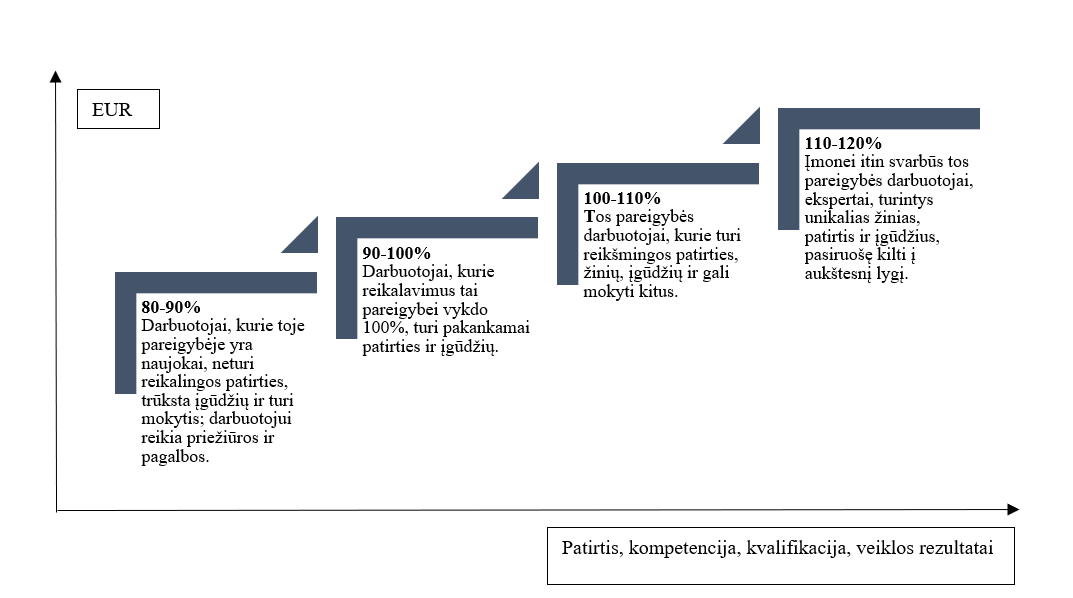 EUR
80-90%
Darbuotojai, kurie toje
pareigybėje yra
naujokai, neturi
reikalingos patirties,
trūksta įgūdžių ir turi
mokytis; darbuotojui
reikia priežiūros ir
pagalbos.
90-100%
Darbuotojai, kurie
reikalavimus tai
pareigybei vykdo
100%, turi pakankamai
patirties ir įgūdžių.
100-110%
Tos pareigybės
darbuotojai, kurie turi
reikšmingos patirties,
žinių, įgūdžių ir gali
mokyti kitus.
110-120%
Įmonei itin svarbūs tos
pareigybės darbuotojai,
ekspertai, turintys
unikalias žinias,
patirtis ir įgūdžius,
pasiruošę kilti į
aukštesnį lygį.
Patirtis, kompetencija, kvalifikacija, veiklos rezultatai